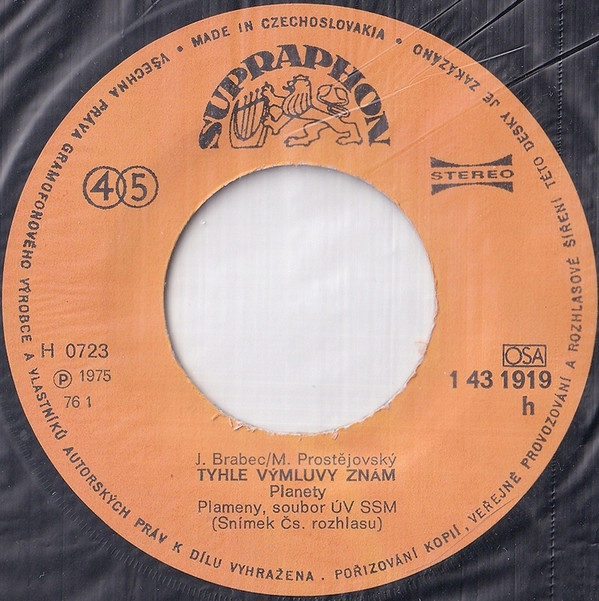 VŠECHNA PRÁVA GRAMOFONOVÉHO VÝROBCE A VLASTNÍKŮ AUTORSKÝCH PRÁV K DÍLU VYHRAŽENA . POŘIZOVÁNÍ KOPIÍ, VEŘEJNÉ PROVOZOVÁNÍ A ROZHLASOVÉ ŠÍŘENÍ TÉTO DESKY JE ZAKÁZÁNO
• MADE IN CZECHOSLOVAKIA •
SUPRAPHON
45
STEREO
H 0723
OSA
Ⓟ 1975
1 43 1919
76 1
h
J. Brabec/M. Prostějovský
TYHLE VÝMLUVY ZNÁM
Planety
Plameny, soubor ÚV SSM
(Snímek Čs. rozhlasu)